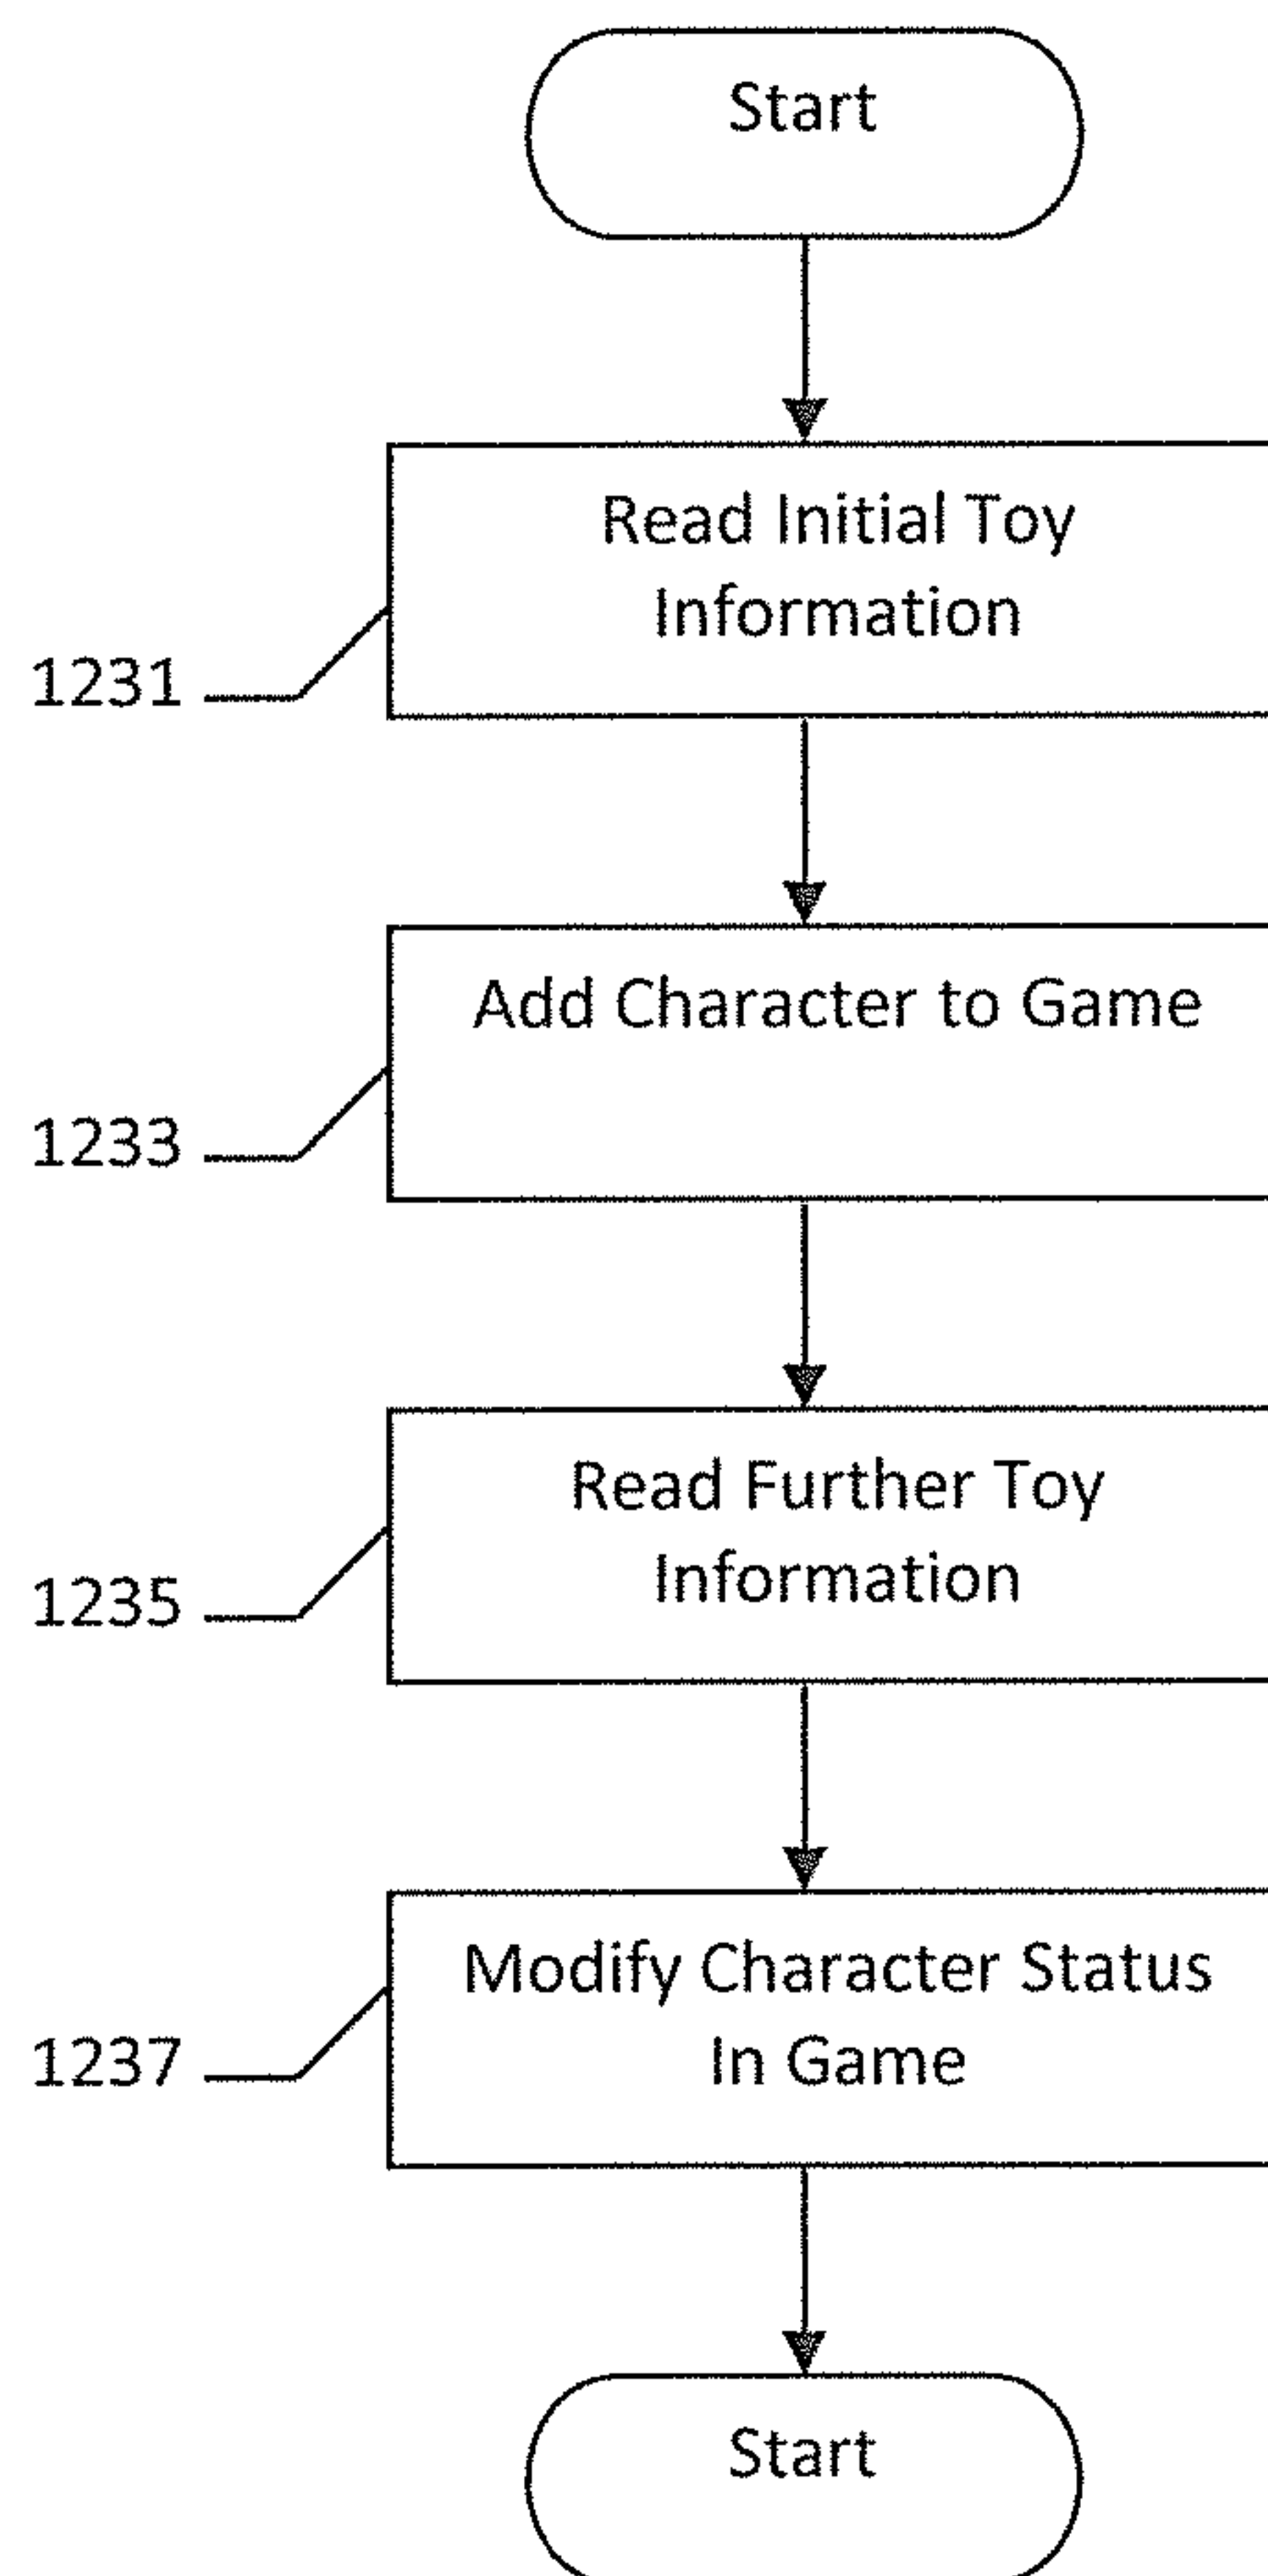 Start
Read Initial Toy
Information
1231
Add Character to Game
1233
Read Further Toy
Information
1235
Modify Character Status
In Game
1237
Start